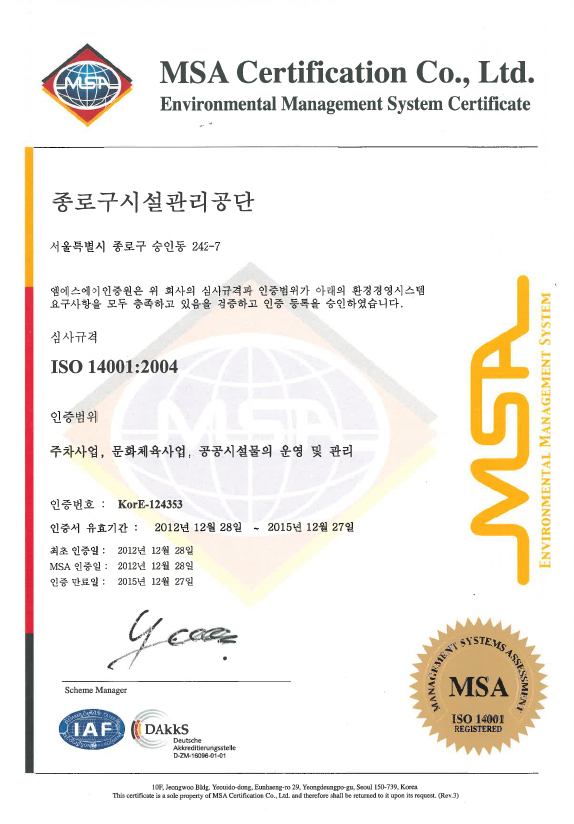 MSA
MSA Certification Co., Ltd.
Environmental Management System Certificate
종로구시설관리공단
서울특별시 종로구 숭인동 242-7
엠에스에이인증원은 위 회사의 심사규격과 인증범위가 아래의 환경경영시스템
요구사항을 모두 충족하고 있음을 검증하고 인증 등록을 승인하였습니다.
심사규격
ISO 14001:2004
인증범위
주차사업, 문화체육사업, 공공시설물의 운영 및 관리
인증번호 : KorE-124353
인증서 유효기간 : 2012년 12월 28일 ~ 2015년 12월 27일
최초 인증일 : 2012년 12월 28일
MSA 인증일 : 2012년 12월 28일
인증 만료일 : 2015년 12월 27일
Scheme Manager
IAF
DAkkS
Deutsche
Akkreditierungsstelle
D-ZM-16096-01-01
MSA
ENVIRONMENTAL MANAGEMENT SYSTEM
MANAGEMENT SYSTEMS ASSESSMENT
MSA
ISO 14001
REGISTERED
10F, Jeongwoo Bldg, Yeouido-dong, Eunhaeng-ro 29, Yeongdeungpo-gu, Seoul 150-739, Korea
This certificate is a sole property of MSA Certification Co., Ltd, and therefore shall be returned to it upon its request. (Rev.3)